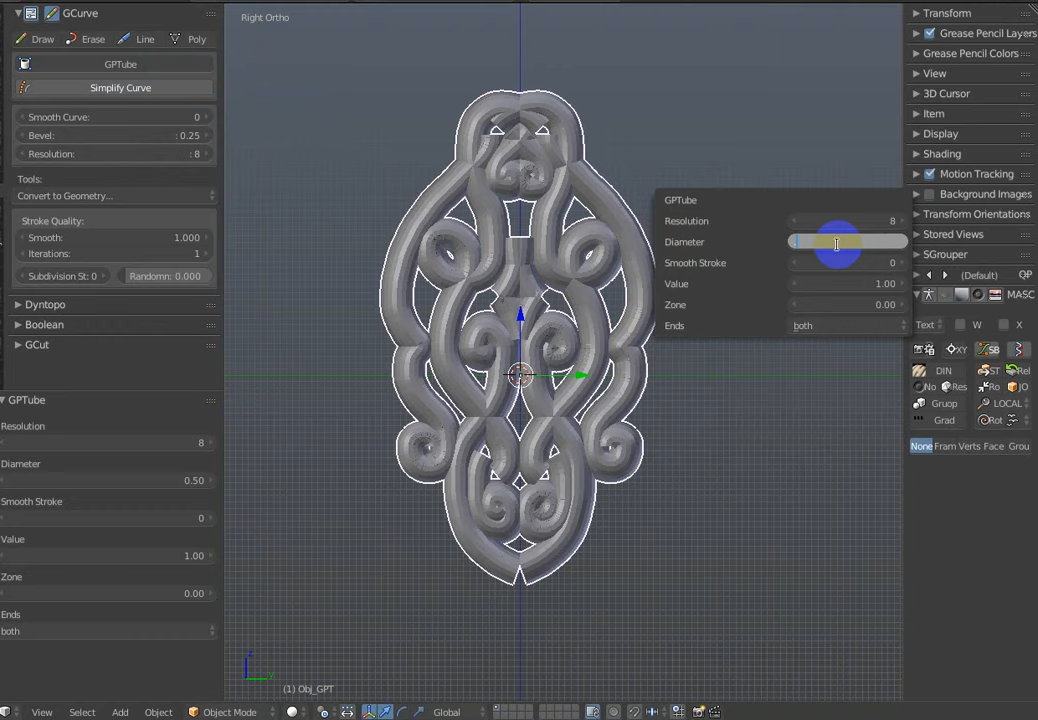 GCurve
Draw Erase Line Poly
GPTube
Simplify Curve
Smooth Curve: 0
Bevel: : 0.25
Resolution: : 8
Tools:
Convert to Geometry...
Stroke Quality:
Smooth: 1.000
Iterations: 1
Subdivision St: 0 Randomn: 0.000
Dyntopo
Boolean
GCut
GPTube
Resolution
8
Diameter
0.50
Smooth Stroke
0
Value
1.00
Zone
0.00
Ends
both
Right Ortho
GPTube
Resolution 8
Diameter
Smooth Stroke 0
Value 1.00
Zone 0.00
Ends both
z
y
(1) Obj_GPT
View Select Add Object Object Mode Global
Transform
Grease Pencil Layers
Grease Pencil Colors
View
3D Cursor
Item
Display
Shading
Motion Tracking
Background Images
Transform Orientations
Stored Views
SGrouper
(Default) QP
MASC
Text W X
XY SB
DIN ST Rel
No Res Ro JO
Gruop LOCAL
Grad Rot
None Fram Verts Face Grou